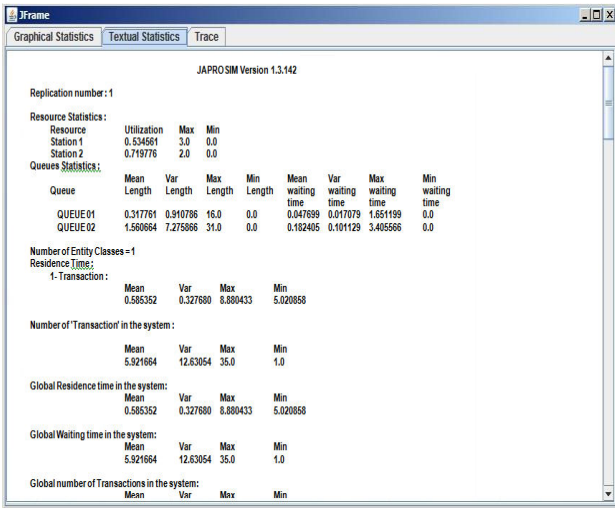 JFrame
Graphical Statistics Textual Statistics Trace
JAPROSIM Version 1.3.142
Replication number: 1
Resource Statistics:
Resource Utilization Max Min
Station 1 0.534561 3.0 0.0
Station 2 0.719776 2.0 0.0
Queues Statistics:
Mean Var Max Min Mean Var Max Min
Queue Length Length Length Length waiting waiting waiting waiting
time time time time
QUEUE01 0.317761 0.910786 16.0 0.0 0.047699 0.017079 1.651199 0.0
QUEUE02 1.560664 7.275866 31.0 0.0 0.182405 0.101129 3.405566 0.0
Number of Entity Classes = 1
Residence Time:
1- Transaction:
Mean Var Max Min
0.585352 0.327680 8.880433 5.020858
Number of 'Transaction' in the system:
Mean Var Max Min
5.921664 12.63054 35.0 1.0
Global Residence time in the system:
Mean Var Max Min
0.585352 0.327680 8.880433 5.020858
Global Waiting time in the system:
Mean Var Max Min
5.921664 12.63054 35.0 1.0
Global number of Transactions in the system:
Mean Var Max Min